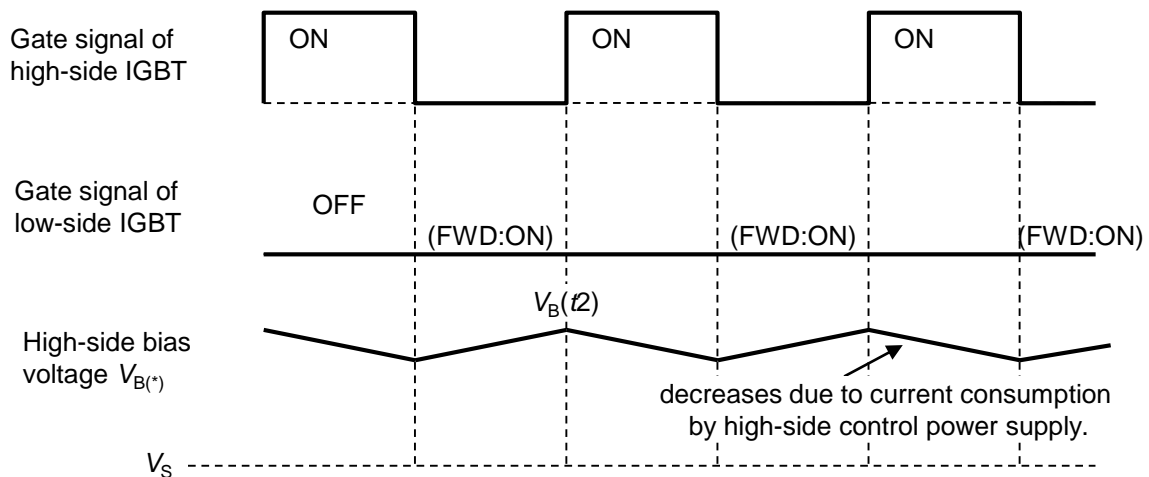 Gate signal of
high-side IGBT
ON
ON
ON
Gate signal of
low-side IGBT
OFF
(FWD:ON)
(FWD:ON)
(FWD:ON)
VB(t2)
High-side bias
voltage VB(*)
decreases due to current consumption
by high-side control power supply.
VS